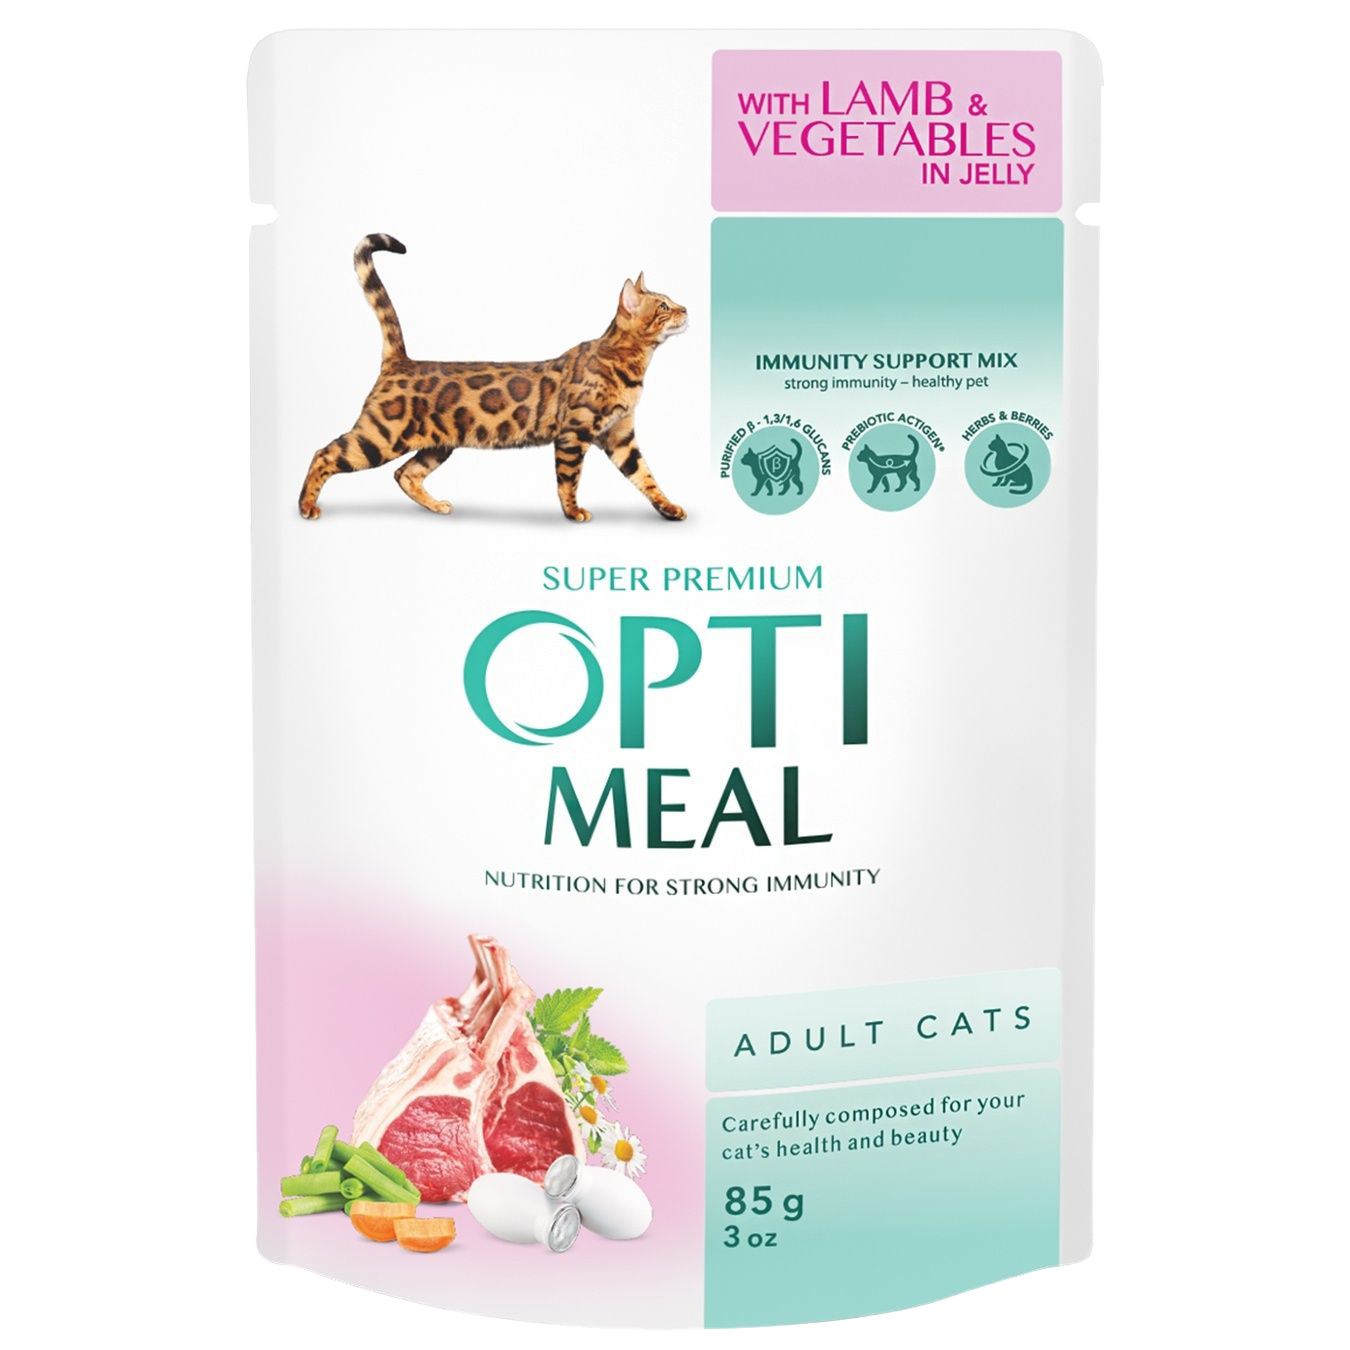 WITH LAMB &
VEGETABLES
IN JELLY
IMMUNITY SUPPORT MIX
strong immunity – healthy pet
PURIFIED β - 1,3/1,6 GLUCANS
β
PREBIOTIC ACTIGEN®
HERBS & BERRIES
SUPER PREMIUM
OPTI
MEAL
NUTRITION FOR STRONG IMMUNITY
ADULT CATS
Carefully composed for your
cat's health and beauty
85 g
3 oz